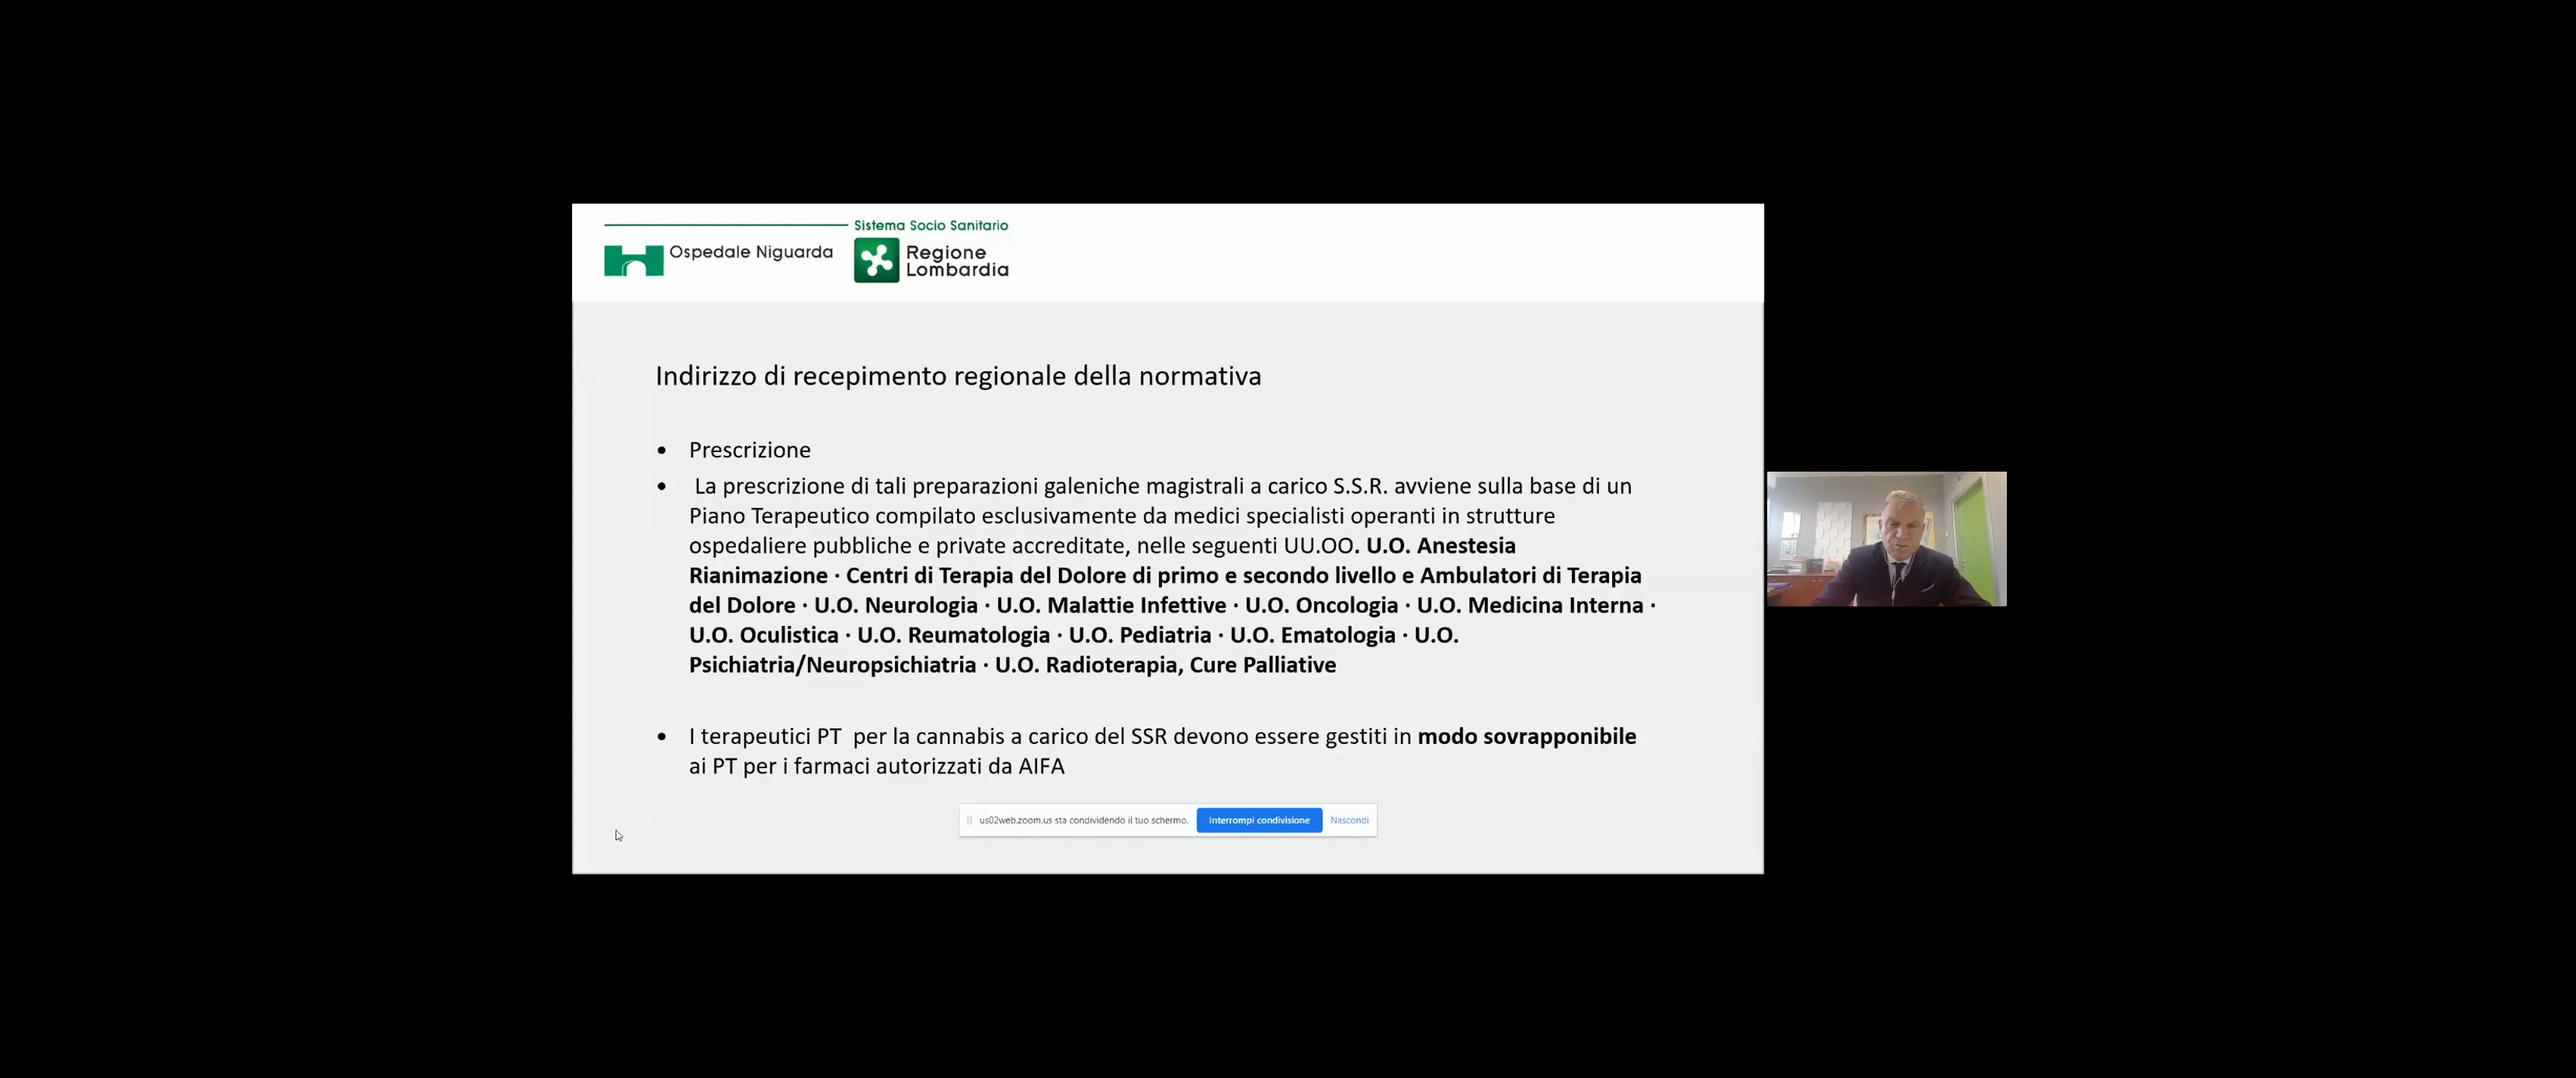 Sistema Socio Sanitario
Ospedale Niguarda
Regione
Lombardia
Indirizzo di recepimento regionale della normativa
• Prescrizione
• La prescrizione di tali preparazioni galeniche magistrali a carico S.S.R. avviene sulla base di un
Piano Terapeutico compilato esclusivamente da medici specialisti operanti in strutture
ospedaliere pubbliche e private accreditate, nelle seguenti UU.OO. U.O. Anestesia
Rianimazione · Centri di Terapia del Dolore di primo e secondo livello e Ambulatori di Terapia
del Dolore · U.O. Neurologia · U.O. Malattie Infettive · U.O. Oncologia · U.O. Medicina Interna ·
U.O. Oculistica · U.O. Reumatologia · U.O. Pediatria · U.O. Ematologia · U.O.
Psichiatria/Neuropsichiatria · U.O. Radioterapia, Cure Palliative
• I terapeutici PT per la cannabis a carico del SSR devono essere gestiti in modo sovrapponibile
ai PT per i farmaci autorizzati da AIFA
us02web.zoom.us sta condividendo il tuo schermo. Interrompi condivisione Nascondi